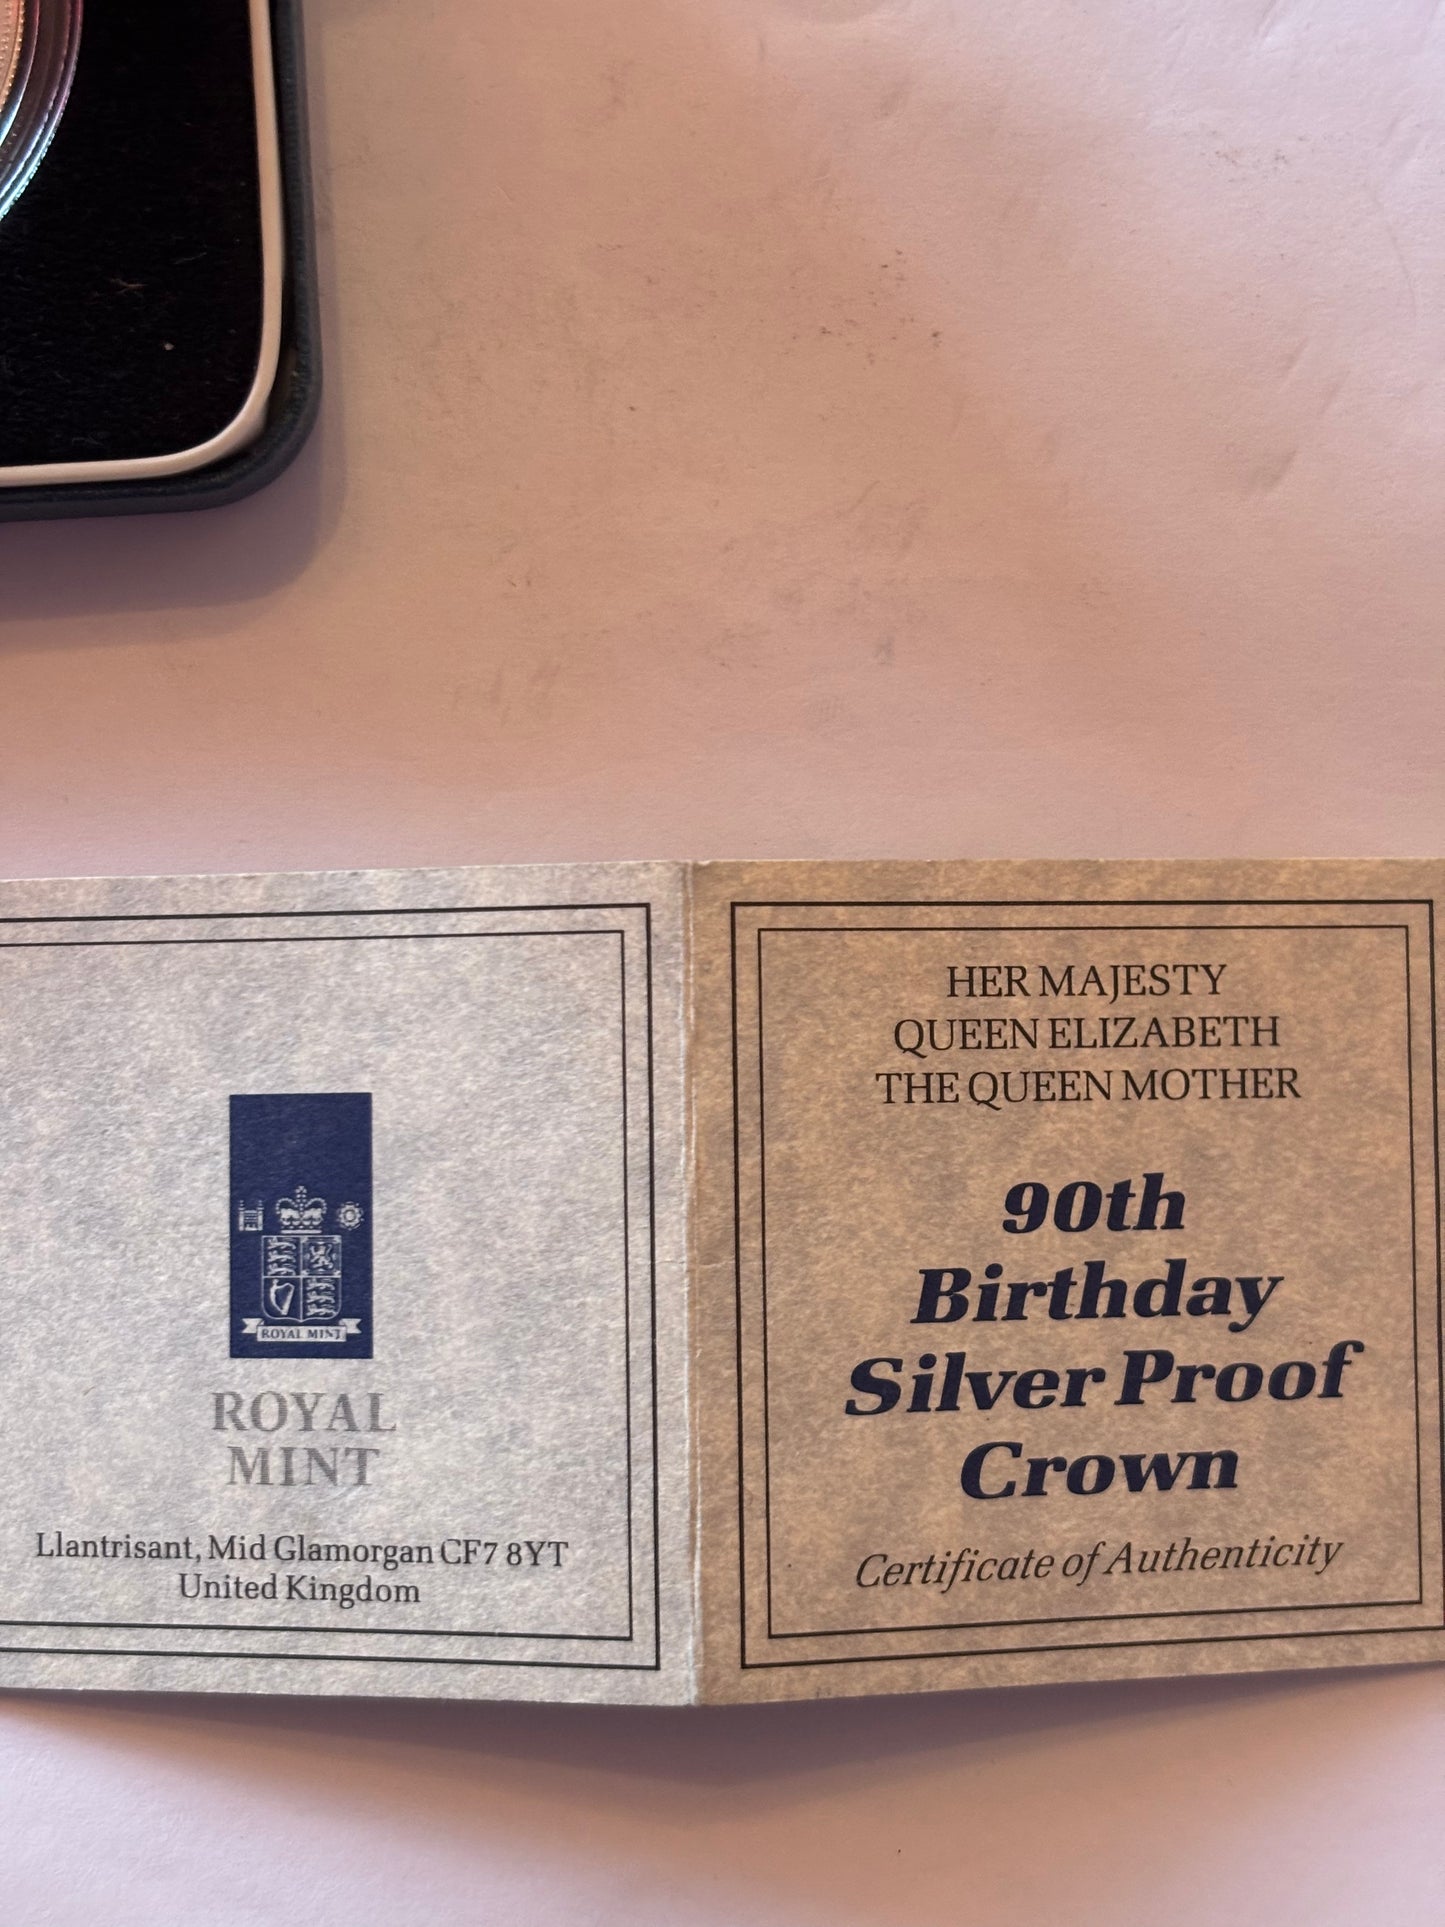 ROYAL MINT
ROYAL
MINT
Llantrisant, Mid Glamorgan CF7 8YT
United Kingdom
HER MAJESTY
QUEEN ELIZABETH
THE QUEEN MOTHER
90th
Birthday
Silver Proof
Crown
Certificate of Authenticity